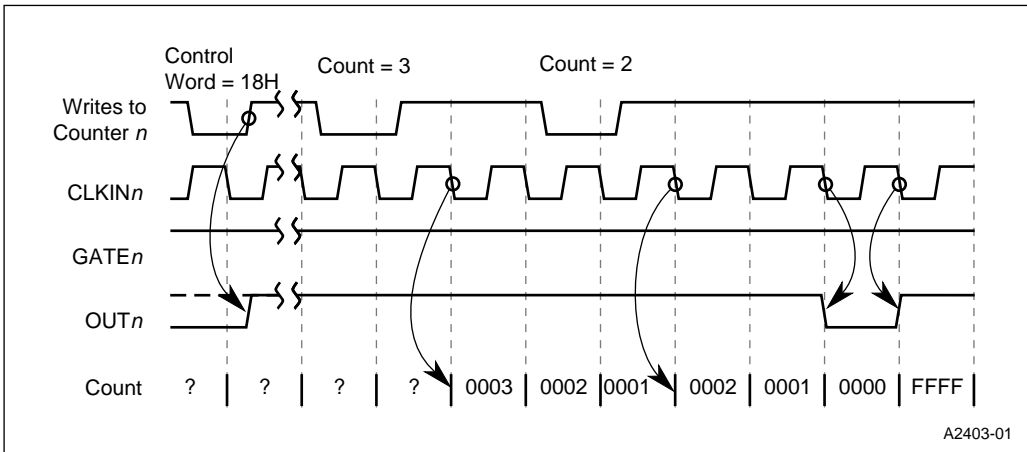 Control
Word = 18H
Count = 3
Count = 2
Writes to
Counter n
CLKINn
GATEn
OUTn
Count ? ? ? ? 0003 0002 0001 0002 0001 0000 FFFF
A2403-01